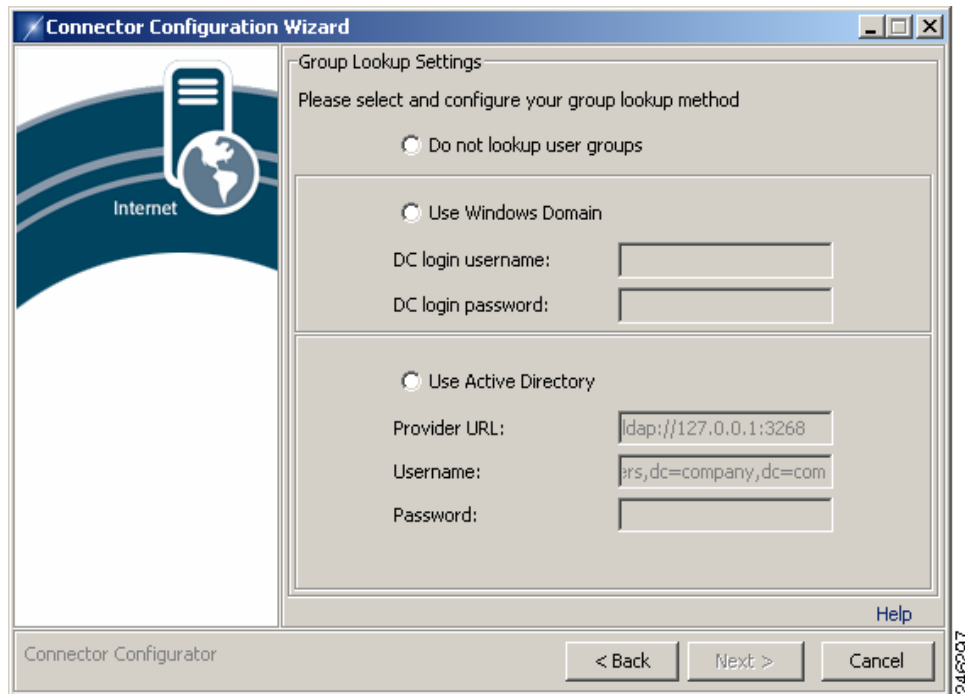 Connector Configuration Wizard
Internet
Group Lookup Settings
Please select and configure your group lookup method
Do not lookup user groups
Use Windows Domain
DC login username:
DC login password:
Use Active Directory
Provider URL: ldap://127.0.0.1:3268
Username: ers,dc=company,dc=com
Password:
Help
Connector Configurator
< Back Next > Cancel
246297